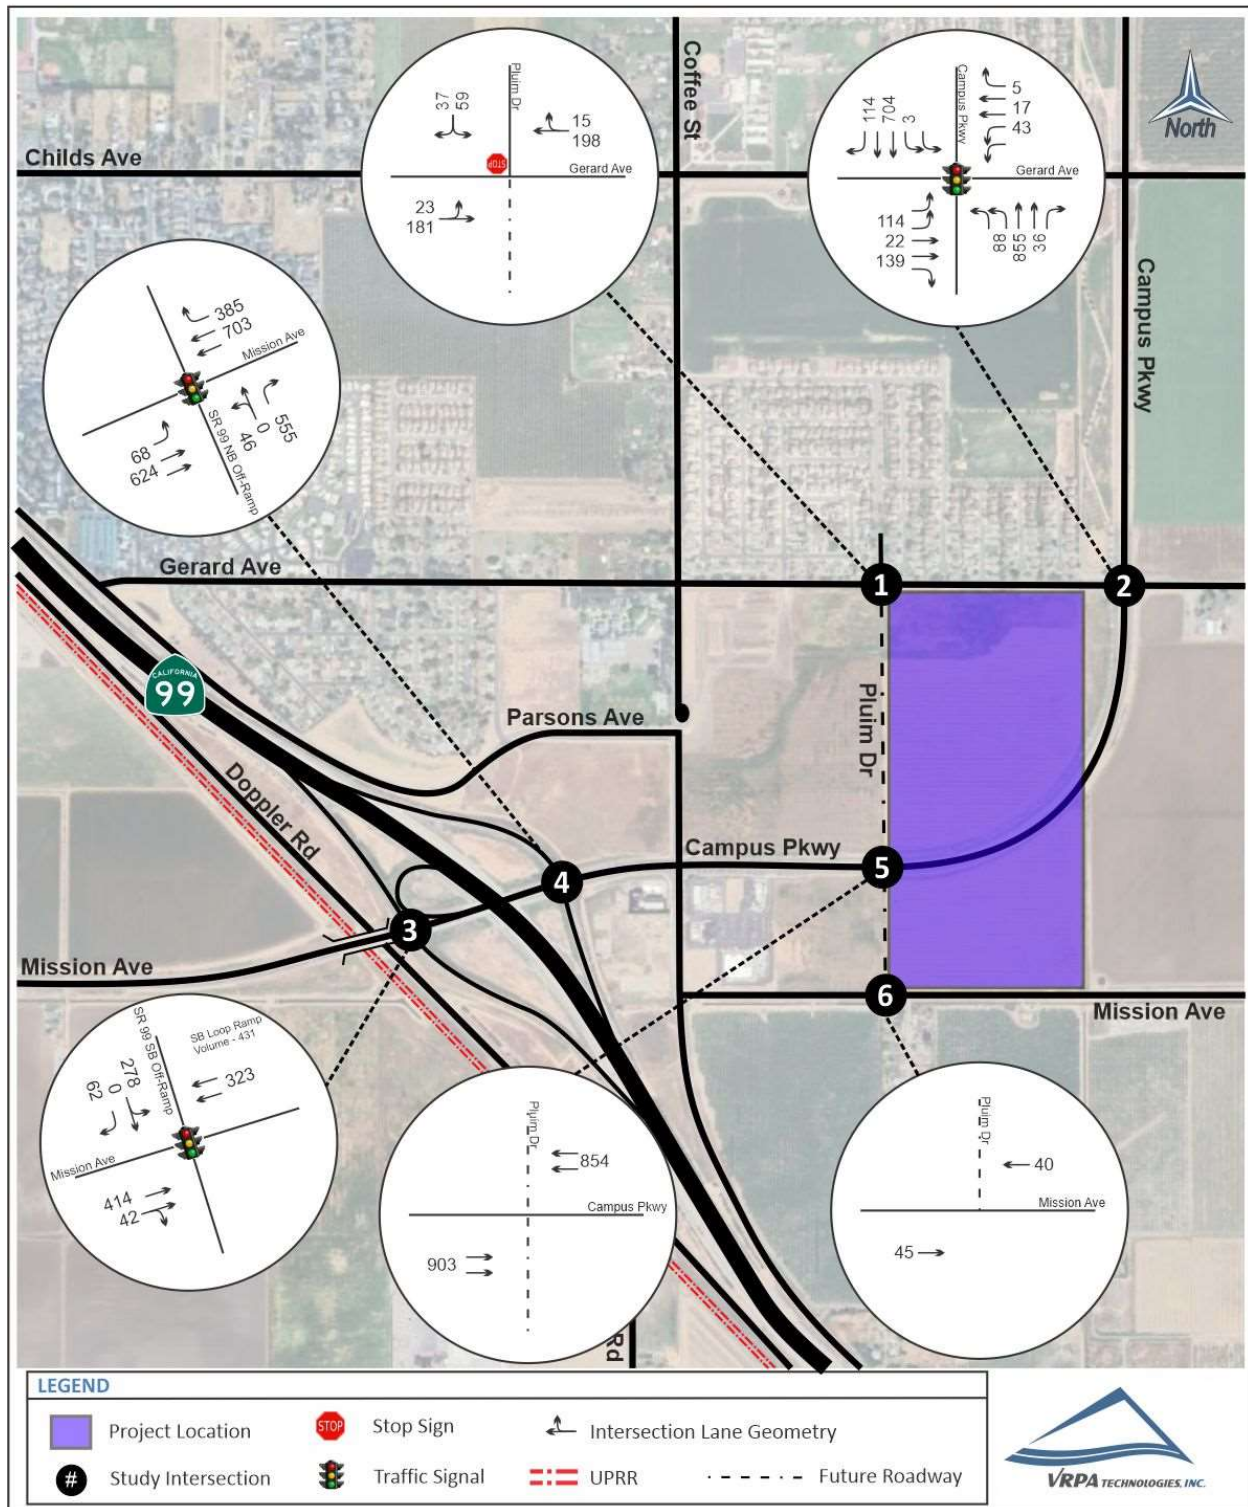 Childs Ave
Coffee St
Campus Pkwy
North
Pluim Dr
37
59
15
198
STOP
Gerard Ave
23
181
Campus Pkwy
114
704
3
5
17
43
Gerard Ave
114
22
139
88
855
36
385
703
Mission Ave
68
624
SR 99 NB Off-Ramp
46
0
555
Gerard Ave
1
2
CALIFORNIA
99
Parsons Ave
Pluim Dr
Doppler Rd
Campus Pkwy
5
4
3
Mission Ave
6
Mission Ave
SR 99 SB Off-Ramp
SB Loop Ramp
Volume - 431
62
0
278
323
Mission Ave
414
42
Pluim Dr
854
Campus Pkwy
903
Pluim Dr
40
Mission Ave
45
Rd
LEGEND
Project Location
STOP
Stop Sign
Intersection Lane Geometry
# Study Intersection
Traffic Signal
UPRR
Future Roadway
VRPA TECHNOLOGIES, INC.